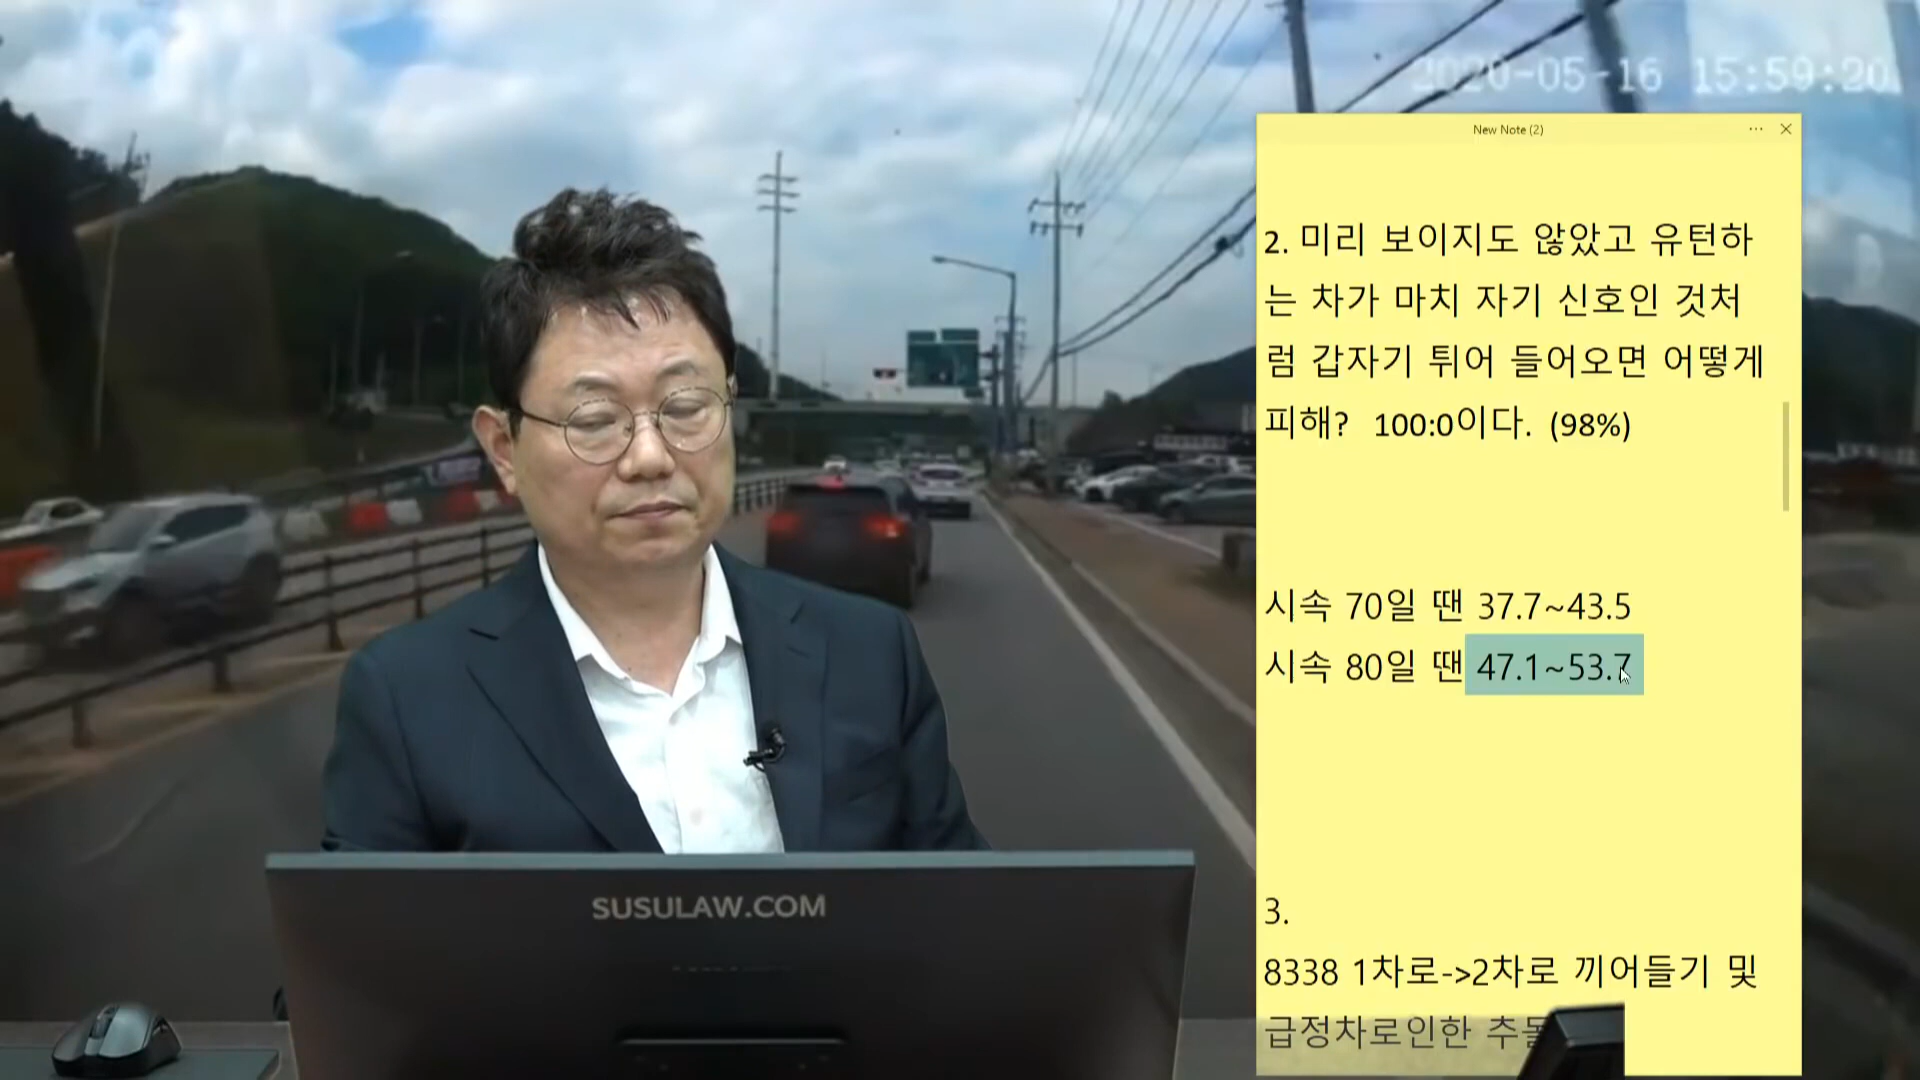 2020-05-16 15:59:20
New Note (2)
2. 미리 보이지도 않았고 유턴하
는 차가 마치 자기 신호인 것처
럼 갑자기 튀어 들어오면 어떻게
피해? 100:0이다. (98%)
시속 70일 땐 37.7~43.5
시속 80일 땐 47.1~53.7
3.
8338 1차로->2차로 끼어들기 및
급정차로인한 추돌
SUSULAW.COM